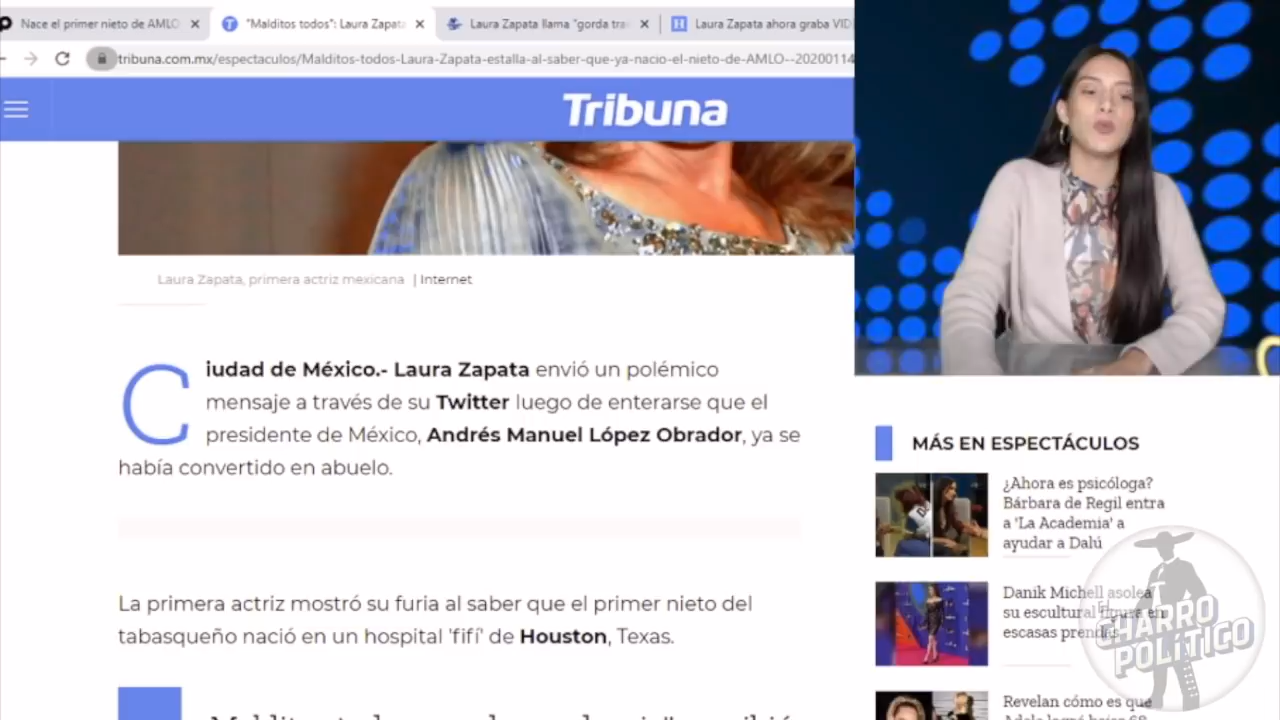 Nace el primer nieto de AMLO
"Malditos todos": Laura Zapata
Laura Zapata llama "gorda tra
Laura Zapata ahora graba VID
tribuna.com.mx/espectaculos/Malditos-todos-Laura-Zapata-estalla-al-saber-que-ya-nacio-el-nieto-de-AMLO--20200114
Tribuna
Laura Zapata, primera actriz mexicana | Internet
Ciudad de México.- Laura Zapata envió un polémico
mensaje a través de su Twitter luego de enterarse que el
presidente de México, Andrés Manuel López Obrador, ya se
había convertido en abuelo.
La primera actriz mostró su furia al saber que el primer nieto del
tabasqueño nació en un hospital 'fifí' de Houston, Texas.
MÁS EN ESPECTÁCULOS
¿Ahora es psicóloga?
Bárbara de Regil entra
a 'La Academia' a
ayudar a Dalú
Danik Michell asolea
su escultural figura en
escasas prendas
Revelan cómo es que
EL CHARRO
POLÍTICO